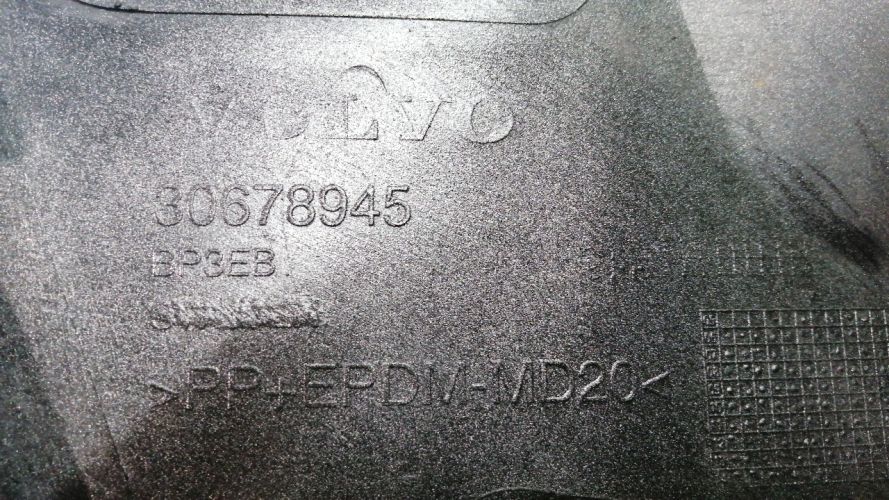 VOLVO
30678945
BP3EB
>PP+EPDM-MD20<